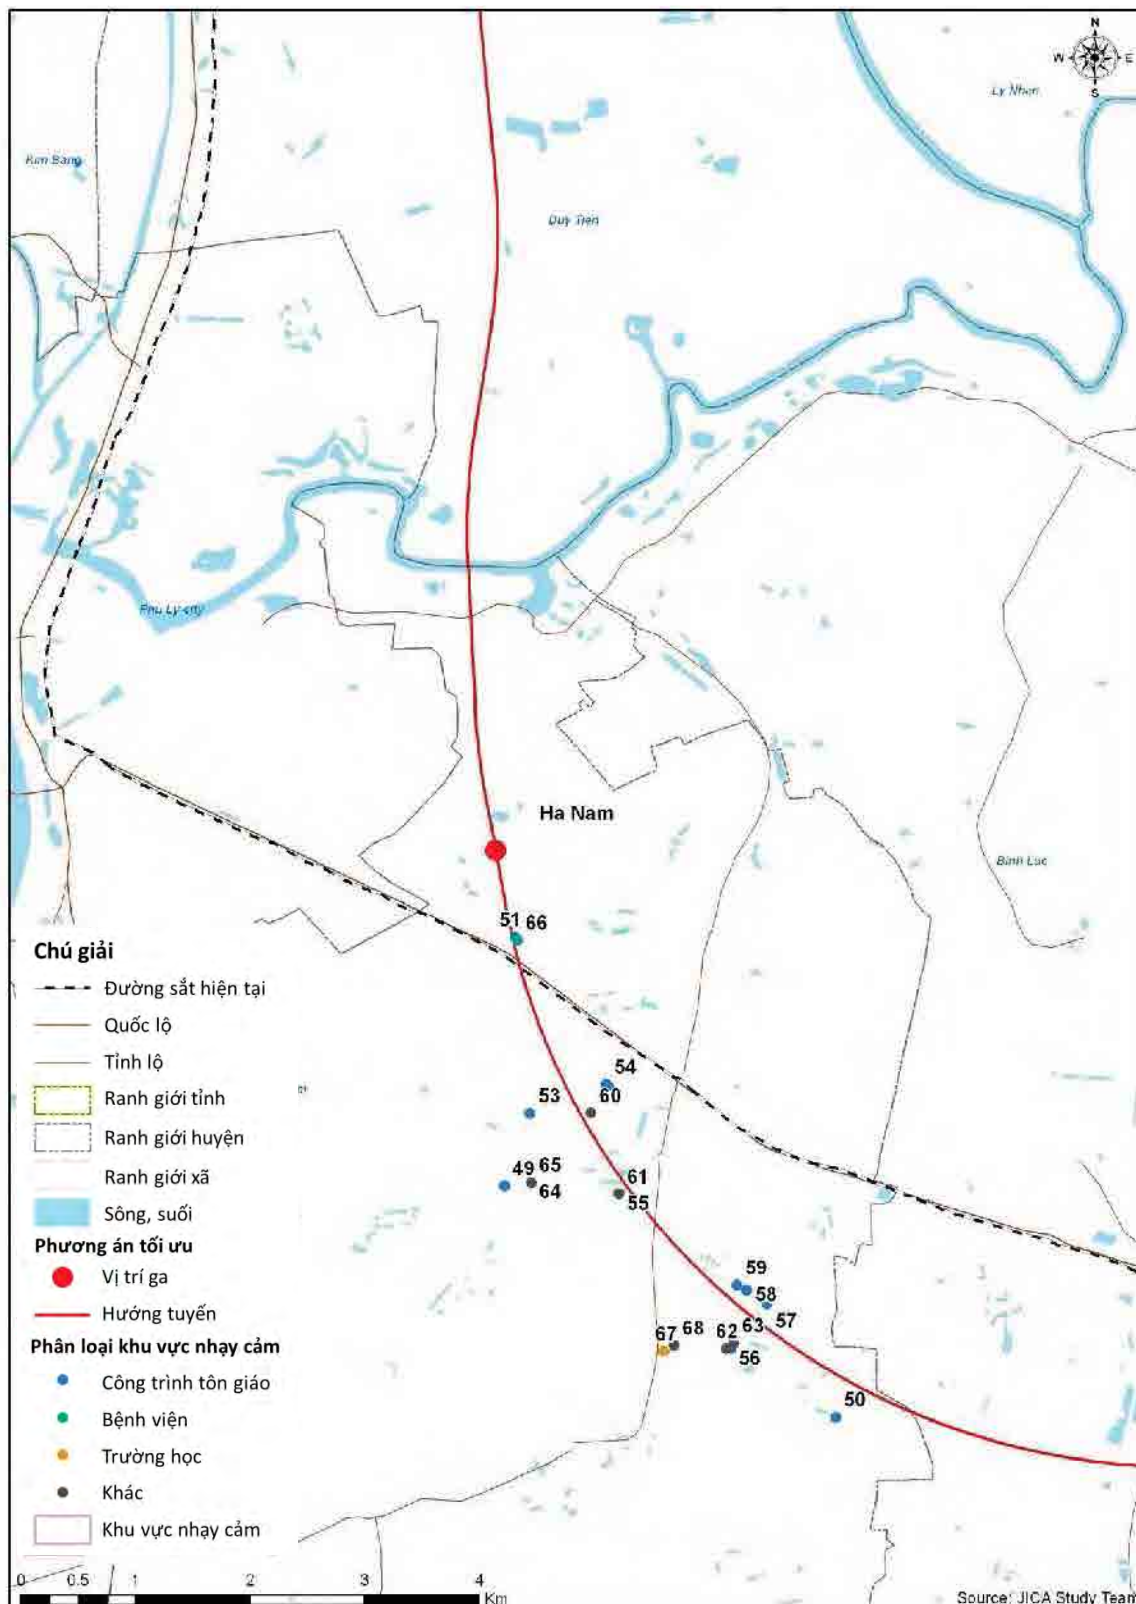 N
W E
S
Ly Nhan
Kim Bang
Duy Tien
Phu Ly city
Ha Nam
Binh Luc
51 66
54
53
60
49 65
64
61
55
59
58
57
67 68
62 63
56
50
Chú giải
Đường sắt hiện tại
Quốc lộ
Tỉnh lộ
Ranh giới tỉnh
Ranh giới huyện
Ranh giới xã
Sông, suối
Phương án tối ưu
Vị trí ga
Hướng tuyến
Phân loại khu vực nhạy cảm
Công trình tôn giáo
Bệnh viện
Trường học
Khác
Khu vực nhạy cảm
0 0.5 1 2 3 4
Km
Source: JICA Study Team